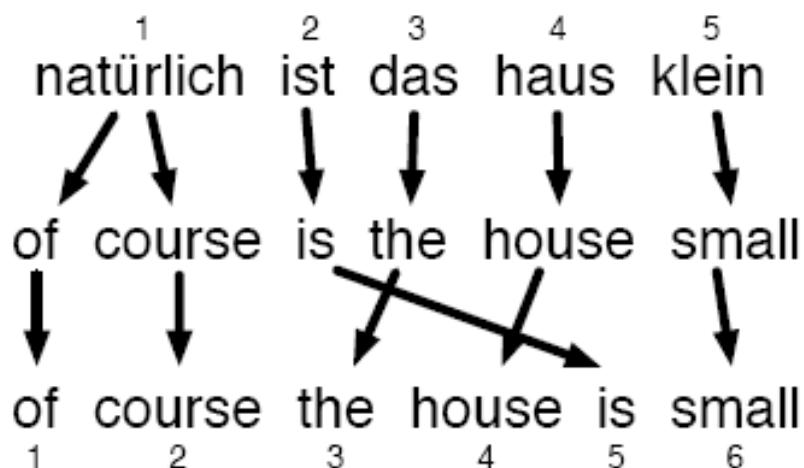 1 2 3 4 5
natürlich ist das haus klein
of course is the house small
of course the house is small
1 2 3 4 5 6